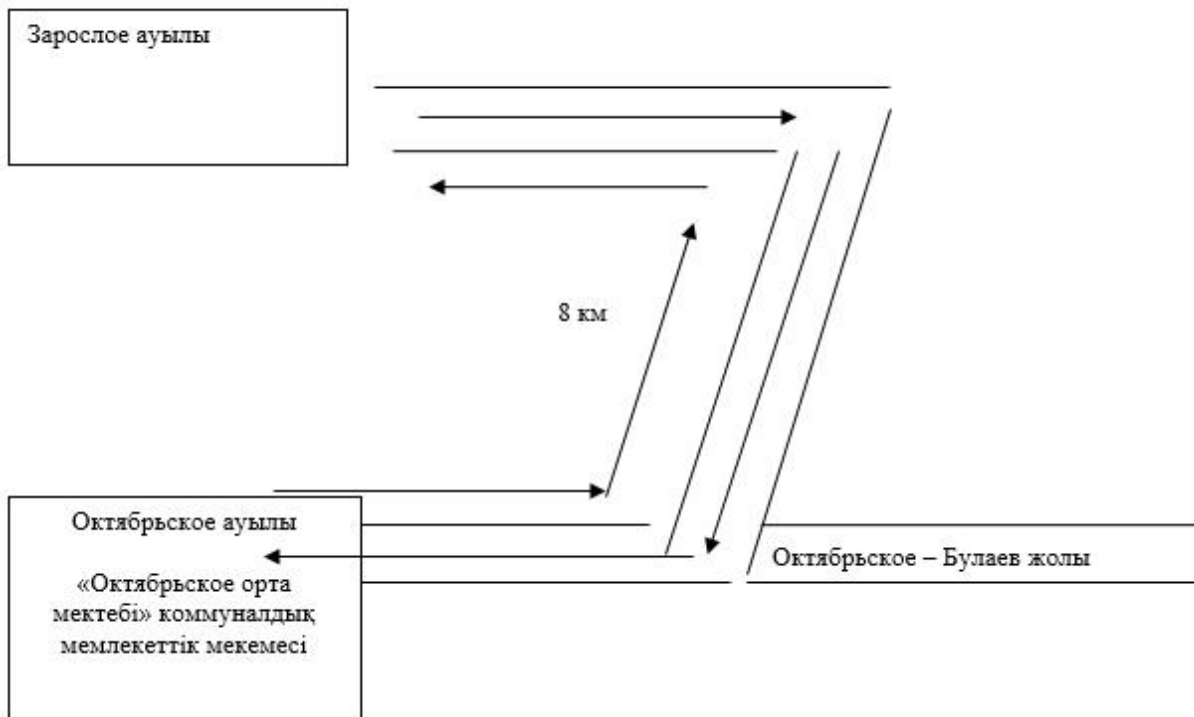 Зарослое ауылы
8 км
Октябрьское ауылы
«Октябрьское орта
мектебі» коммуналдық
мемлекеттік мекемесі
Октябрьское – Булаев жолы